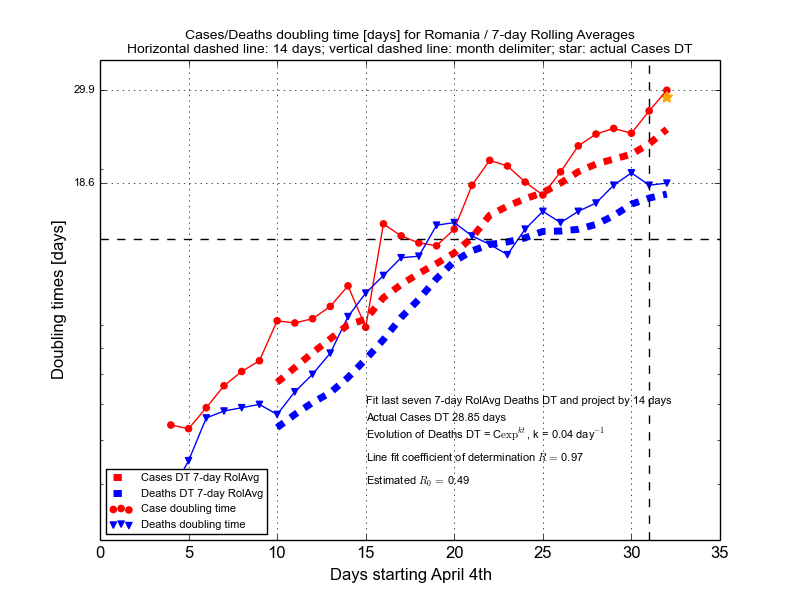 Cases/Deaths doubling time [days] for Romania / 7-day Rolling Averages
Horizontal dashed line: 14 days; vertical dashed line: month delimiter; star: actual Cases DT
29.9
18.6
Doubling times [days]
Fit last seven 7-day RolAvg Deaths DT and project by 14 days
Actual Cases DT 28.85 days
Evolution of Deaths DT = Cexp^{kt}, k = 0.04 day^{-1}
Line fit coefficient of determination R = 0.97
Estimated R_0 = 0.49
Cases DT 7-day RolAvg
Deaths DT 7-day RolAvg
Case doubling time
Deaths doubling time
0 5 10 15 20 25 30 35
Days starting April 4th